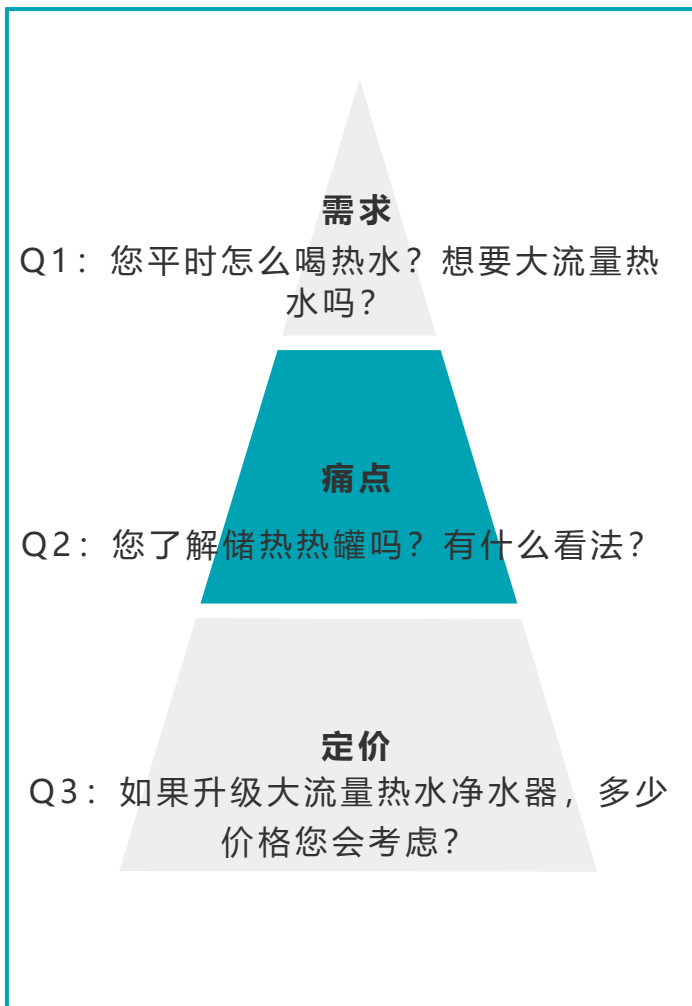 需求
Q1：您平时怎么喝热水？想要大流量热
水吗？
痛点
Q2：您了解储热热罐吗？有什么看法？
定价
Q3：如果升级大流量热水净水器，多少
价格您会考虑？